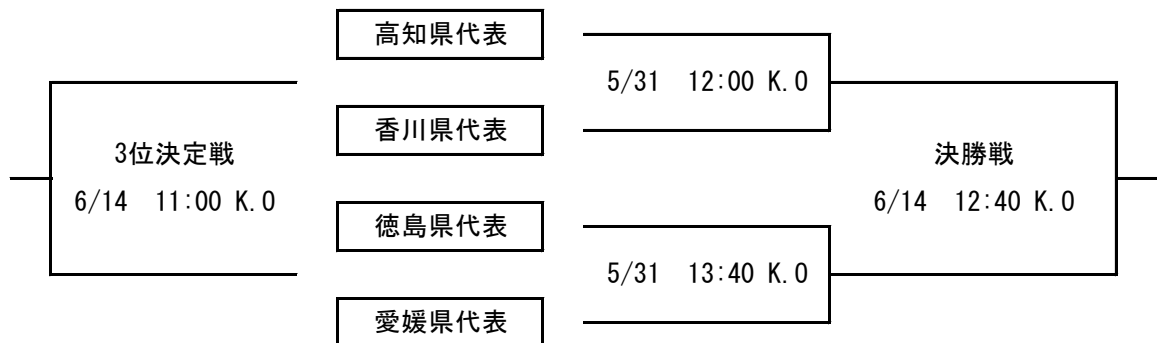 高知県代表
5/31 12:00 K.O
香川県代表
3位決定戦
6/14 11:00 K.O
決勝戦
6/14 12:40 K.O
徳島県代表
5/31 13:40 K.O
愛媛県代表